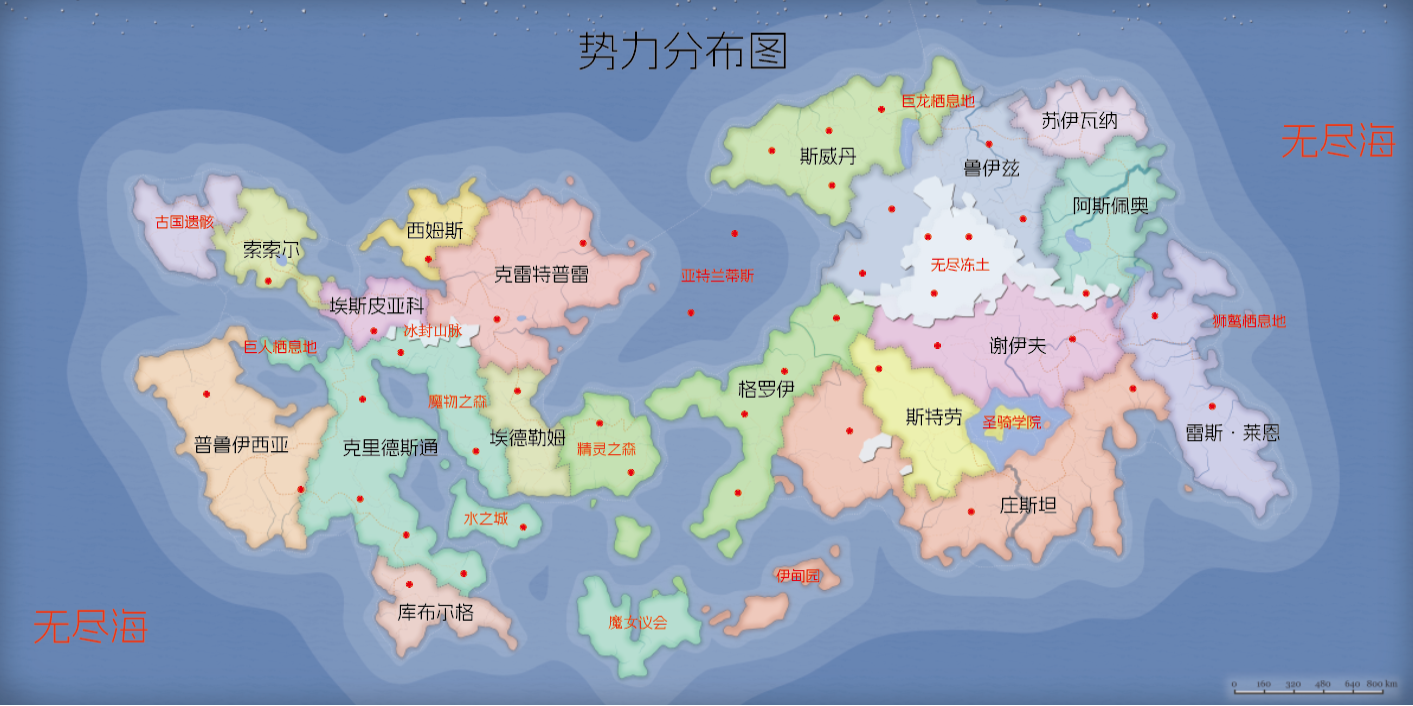 势力分布图
巨龙栖息地
苏伊瓦纳
无尽海
斯威丹
鲁伊兹
阿斯佩奥
古国遗骸
索索尔
西姆斯
克雷特普雷
亚特兰蒂斯
无尽冻土
埃斯皮亚科
冰封山脉
狮鹫栖息地
巨人栖息地
谢伊夫
格罗伊
魔物之森
斯特劳
圣骑学院
雷斯·莱恩
普鲁伊西亚
克里德斯通
埃德勒姆
精灵之森
水之城
庄斯坦
伊甸园
库布尔格
魔女议会
无尽海
0 160 320 480 640 800 km